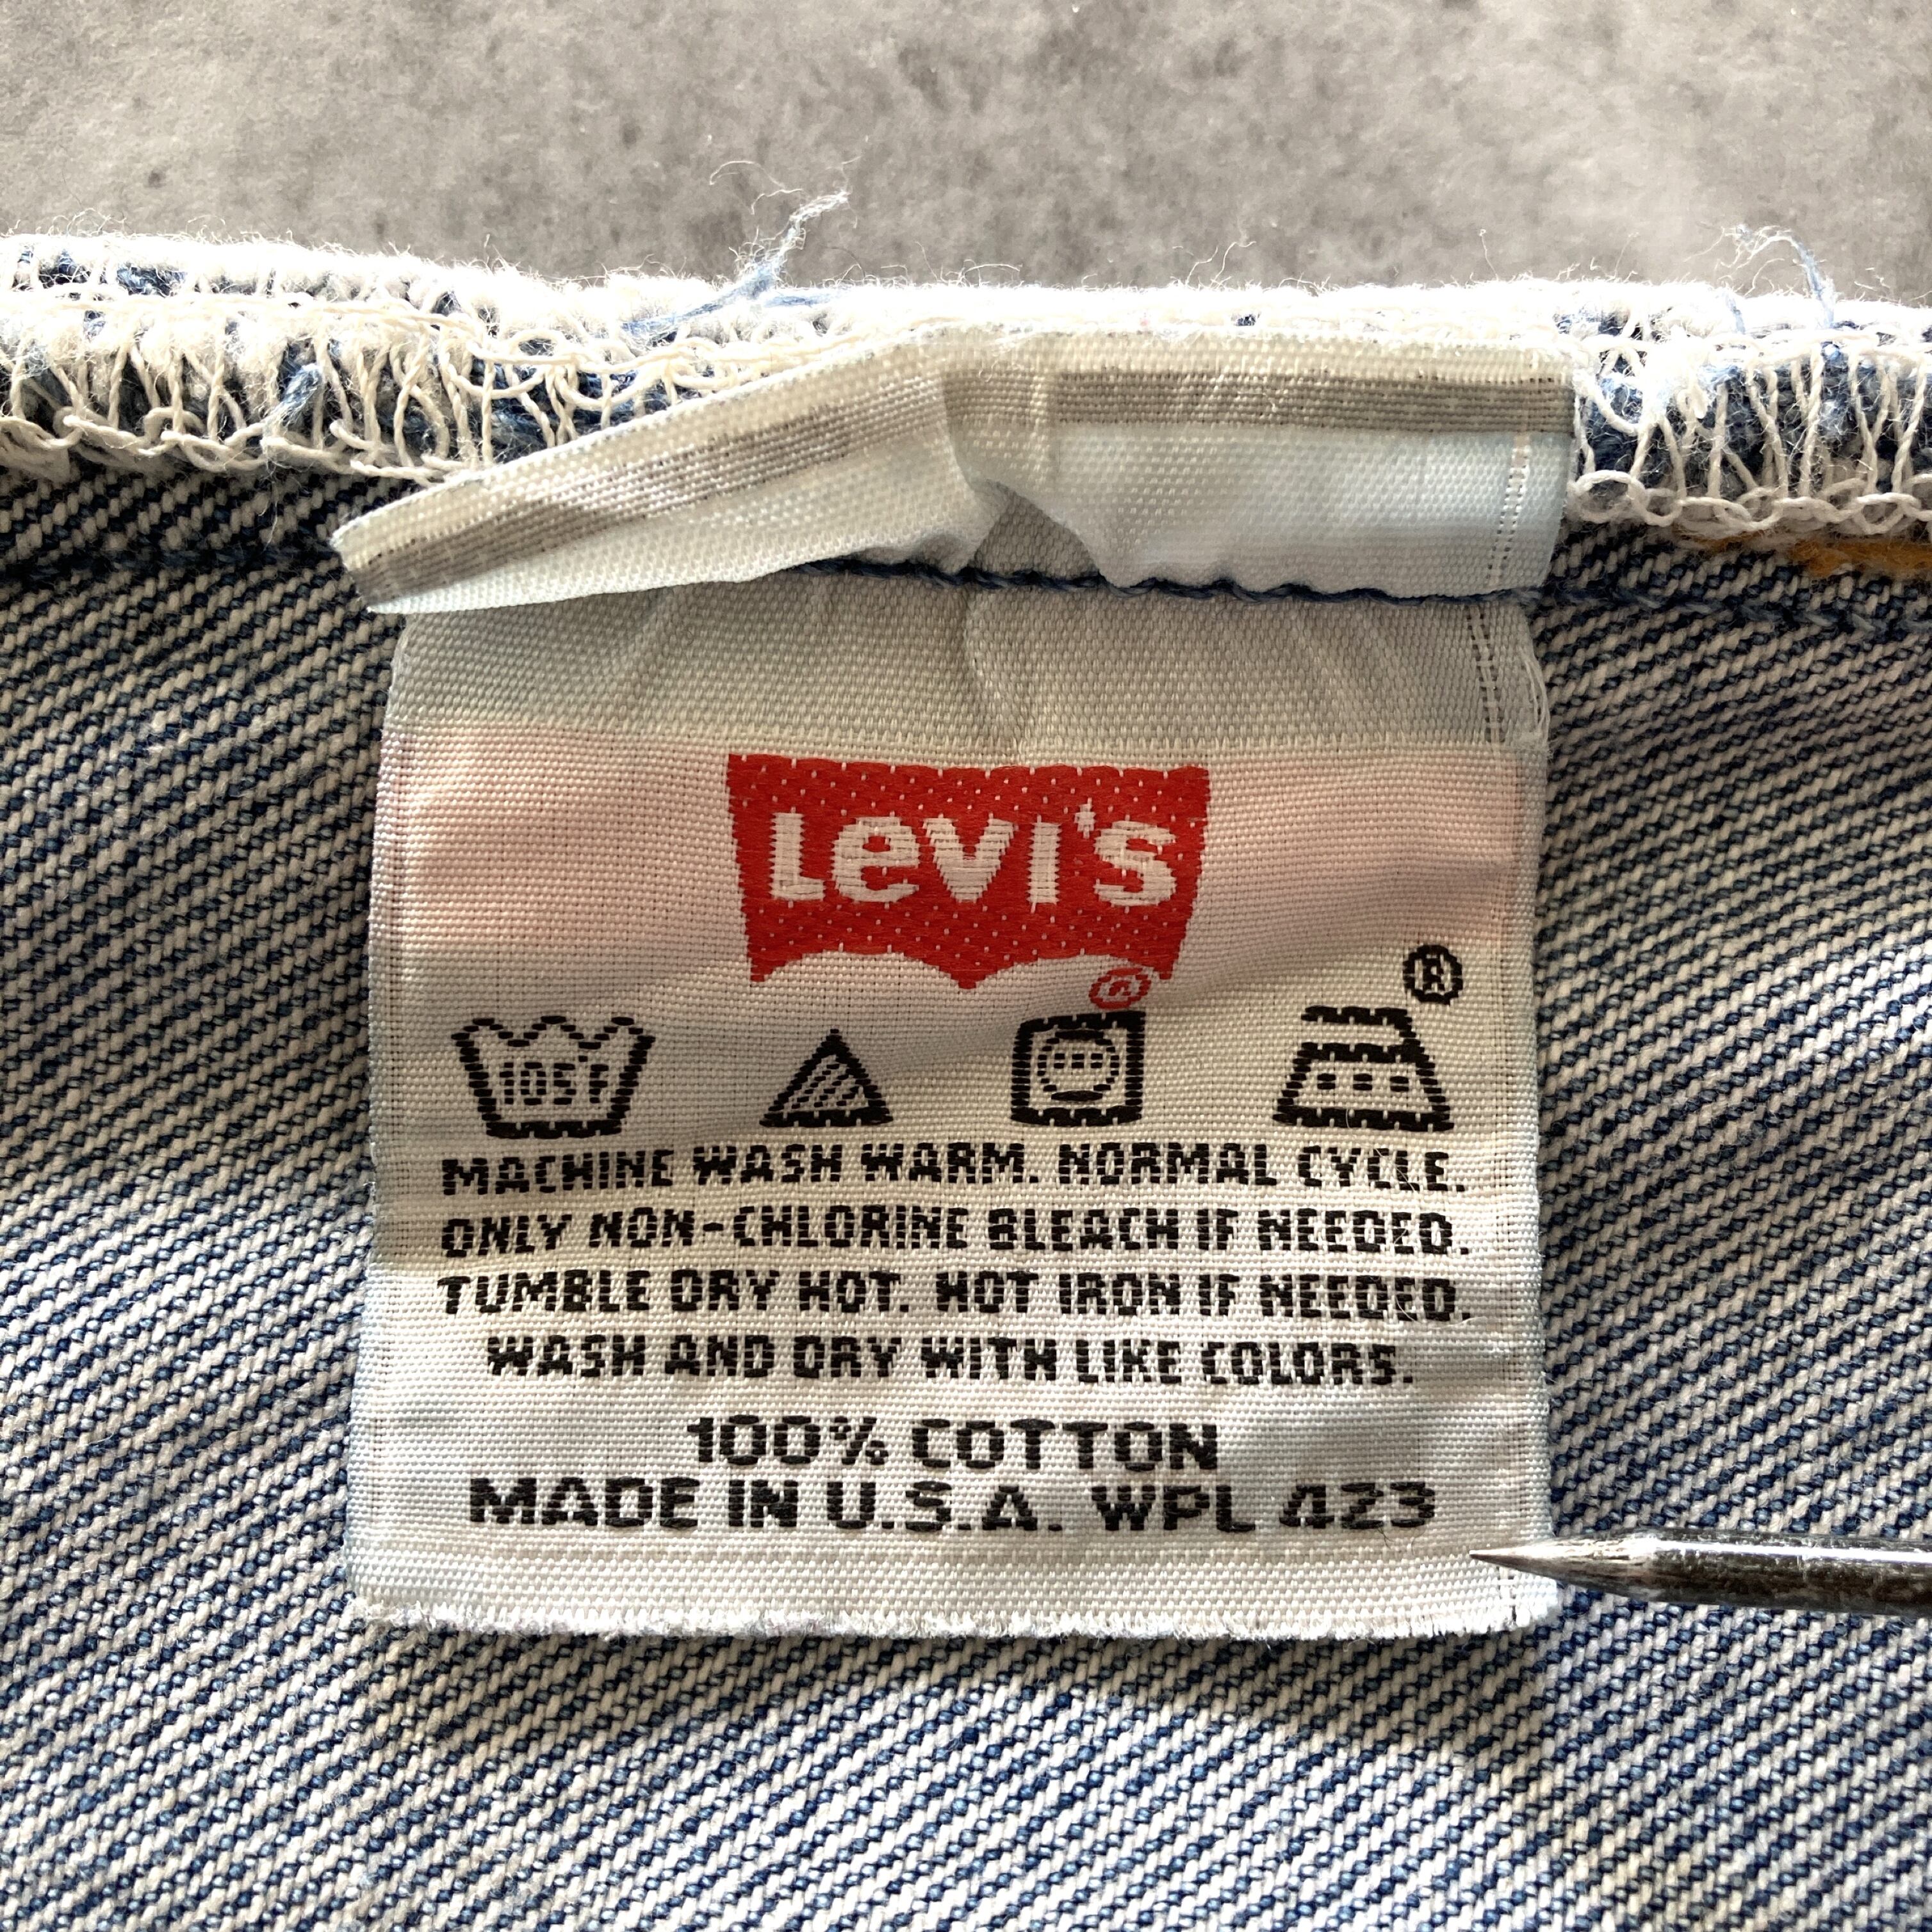 Levi's
®
®
105°F
MACHINE WASH WARM. NORMAL CYCLE.
ONLY NON-CHLORINE BLEACH IF NEEDED.
TUMBLE DRY HOT. HOT IRON IF NEEDED.
WASH AND DRY WITH LIKE COLORS.
100% COTTON
MADE IN U.S.A. WPL 423